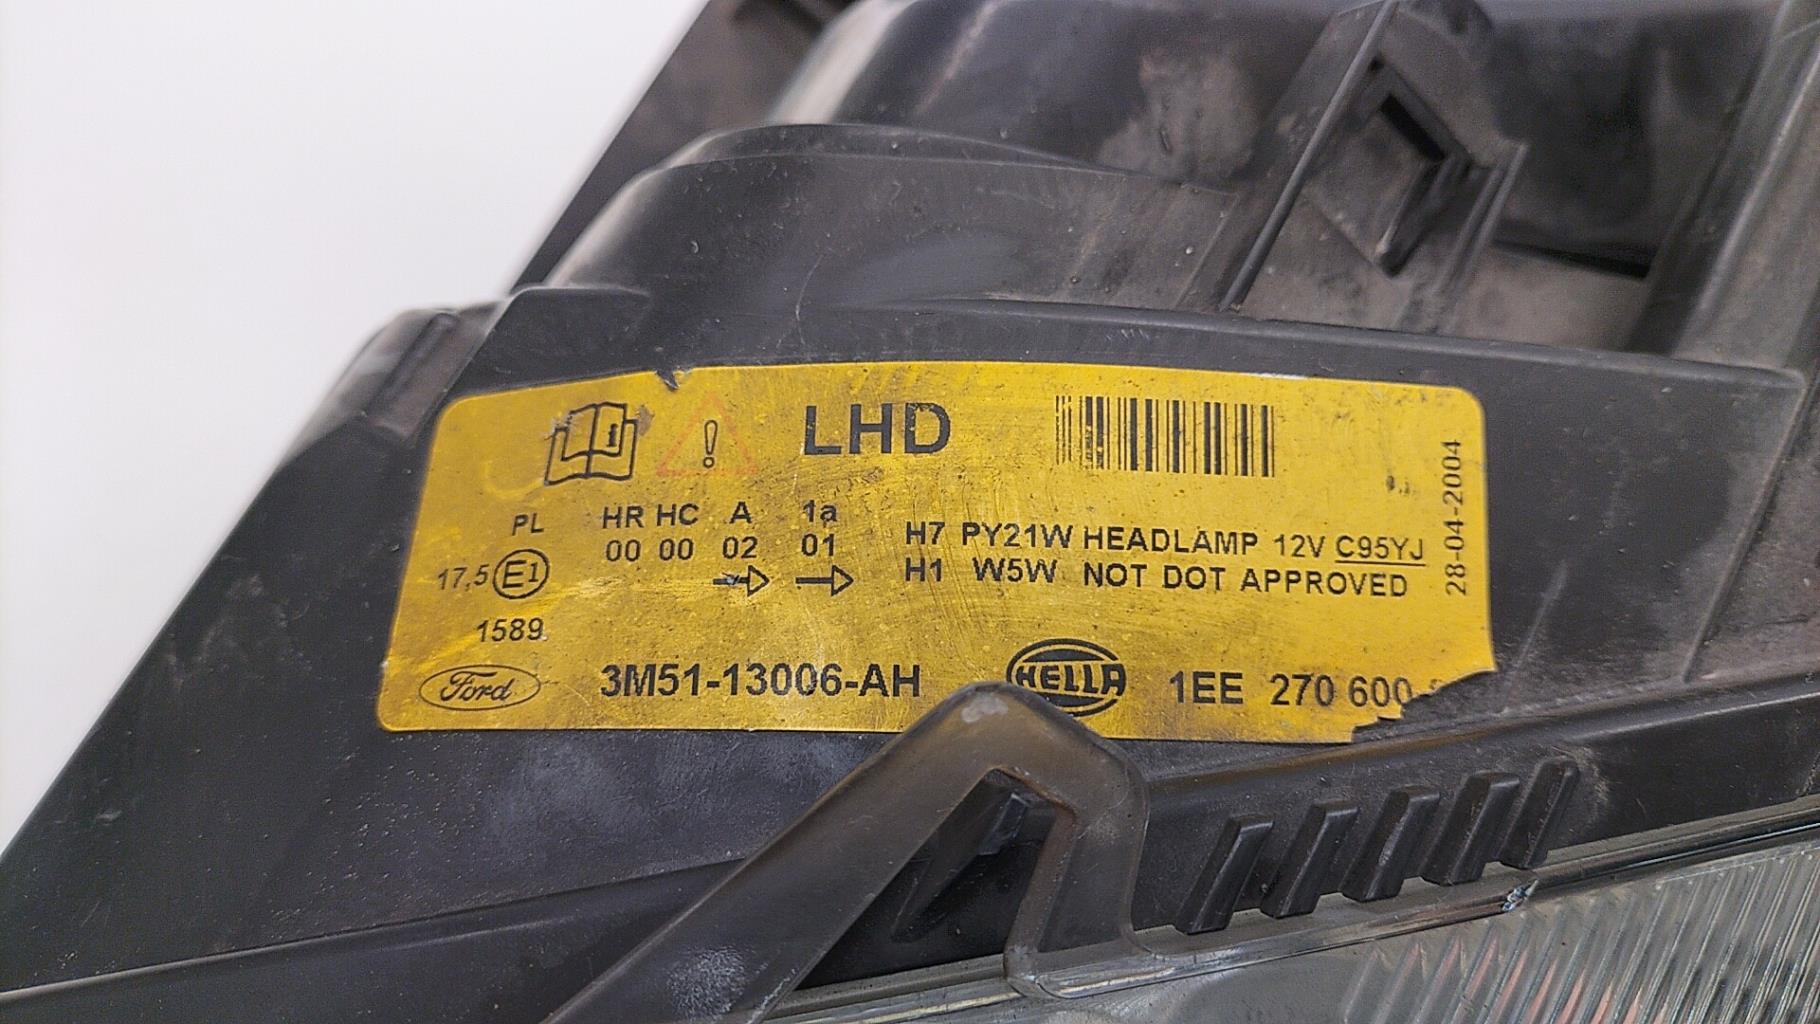 LHD
PL HR HC A 1a
00 00 02 01
H7 PY21W HEADLAMP 12V C95YJ
17,5 E1
H1 W5W NOT DOT APPROVED
1589
28-04-2004
Ford 3M51-13006-AH HELLA 1EE 270 600